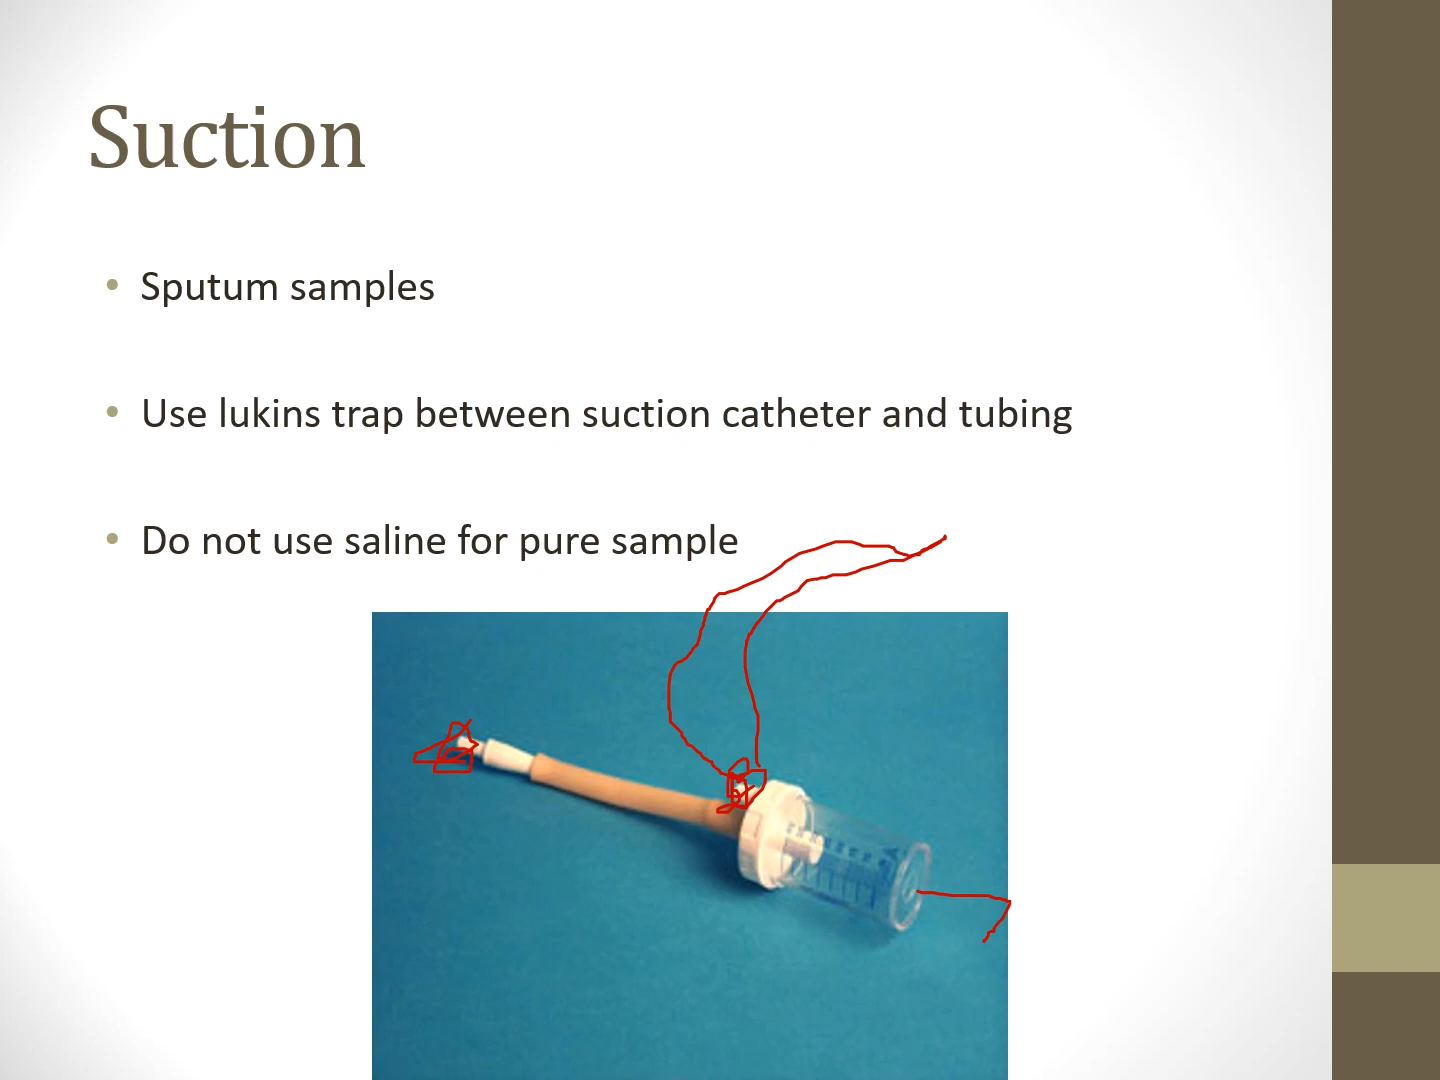 Suction
• Sputum samples
• Use lukins trap between suction catheter and tubing
• Do not use saline for pure sample